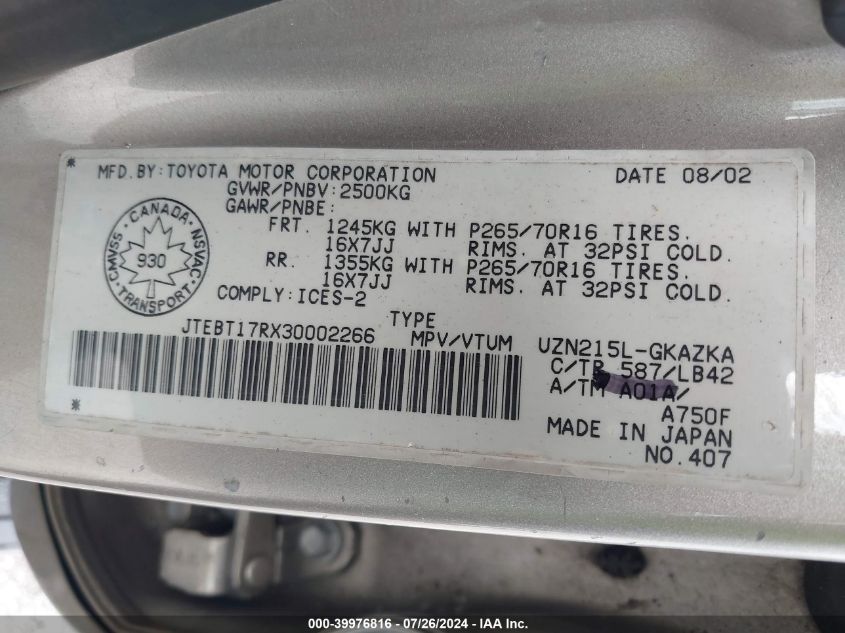 * MFD.BY:TOYOTA MOTOR CORPORATION DATE 08/02
GVWR/PNBV:2500KG
GAWR/PNBE:
FRT. 1245KG WITH P265/70R16 TIRES.
16X7JJ RIMS. AT 32PSI COLD.
RR. 1355KG WITH P265/70R16 TIRES.
16X7JJ RIMS. AT 32PSI COLD.
CANADA
CMVSS 930 NSVAC
TRANSPORT
COMPLY:ICES-2
JTEBT17RX30002266 TYPE
MPV/VTUM UZN215L-GKAZKA
C/TR 587/LB42
A/TM A01A/
A750F
* MADE IN JAPAN
NO.407
000-39976816 / 07/26/2024 - IAA Inc.